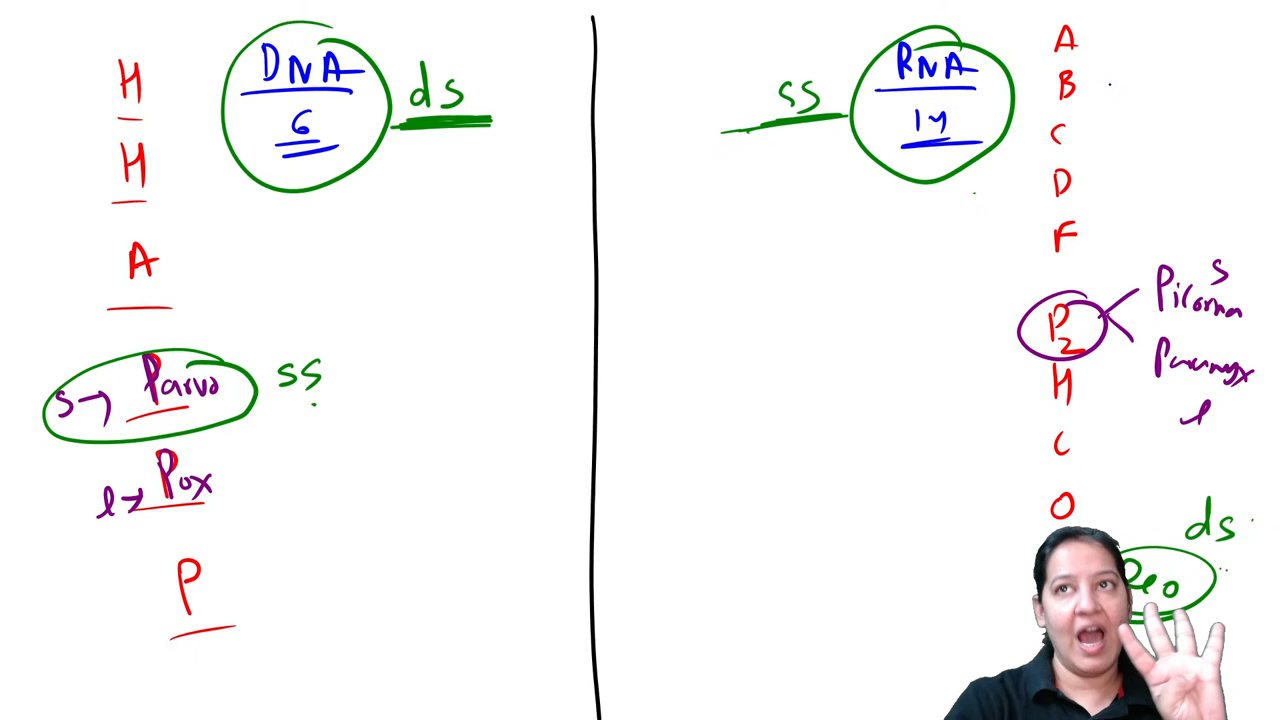 DNA
6
ds
H
H
A
s→ Parvo ss
l→ Pox
P
RNA
14
ss
A
B
C
D
F
P2
Picorna s
Paramyx
l
H
C
O
ds
Reo